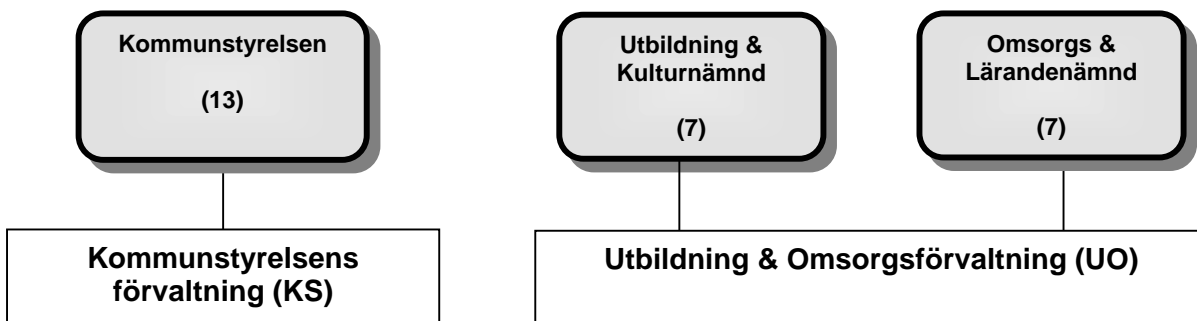 Kommunstyrelsen
(13)
Utbildning &
Kulturnämnd
(7)
Omsorgs &
Lärandenämnd
(7)
Kommunstyrelsens
förvaltning (KS)
Utbildning & Omsorgsförvaltning (UO)